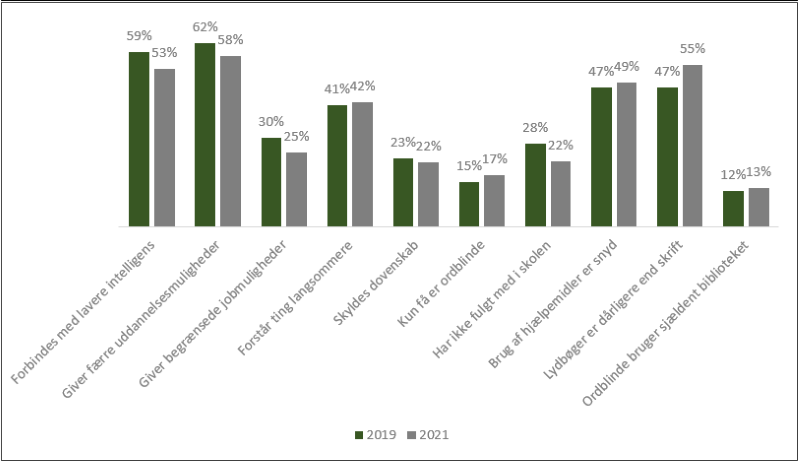 59%
53%
62%
58%
30%
25%
41%
42%
23%
22%
15%
17%
28%
22%
47%
49%
47%
55%
12%
13%
Forbindes med lavere intelligens
Giver færre uddannelsesmuligheder
Giver begrænsede jobmuligheder
Forstår ting langsommere
Skyldes dovenskab
Kun få er ordblinde
Har ikke fulgt med i skolen
Brug af hjælpemidler er snyd
Lydbøger er dårligere end skrift
Ordblinde bruger sjældent biblioteket
2019 2021